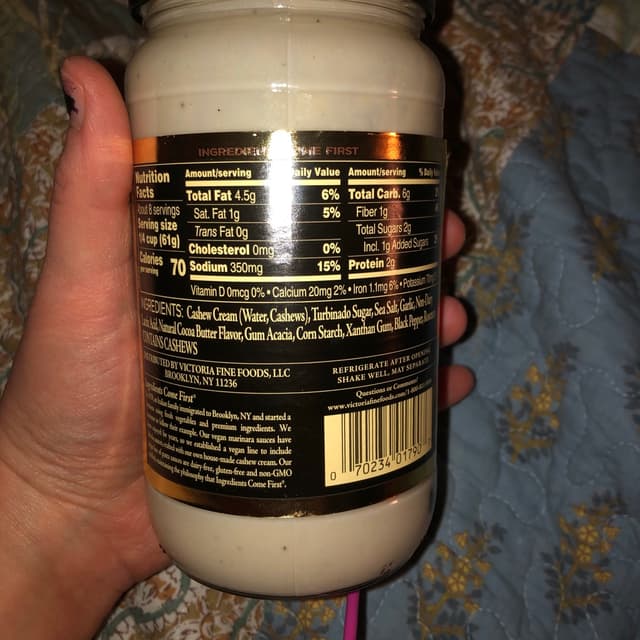 FIRST
Nutrition Facts
8 servings
Serving size
1/4 cup (61g)
Calories per serving 70
Amount/serving % Daily Value
Total Fat 4.5g 6%
Sat. Fat 1g 5%
Trans Fat 0g
Cholesterol 0mg 0%
Sodium 350mg 15%
Amount/serving
Total Carb. 6g
Fiber 1g
Total Sugars 2g
Incl. 1g Added Sugars
Protein 2g
Vitamin D 0mcg 0% • Calcium 20mg 2% • Iron 1.1mg 6% • Potassium
INGREDIENTS: Cashew Cream (Water, Cashews), Turbinado Sugar, Sea Salt, Garlic, Non-Dairy
Natural Cocoa Butter Flavor, Gum Acacia, Corn Starch, Xanthan Gum, Black Pepper
CONTAINS CASHEWS
DISTRIBUTED BY VICTORIA FINE FOODS, LLC
BROOKLYN, NY 11236
REFRIGERATE AFTER OPENING
SHAKE WELL, MAY SEPARATE
Questions or Comments?
www.victoriafinefoods.com
Ingredients Come First®
family immigrated to Brooklyn, NY and started a
and premium ingredients. We
Our vegan marinara sauces have
we established a vegan line to include
with our own house-made cashew cream. Our
are dairy-free, gluten-free and non-GMO
the philosophy that Ingredients Come First®.
0 70234 01790